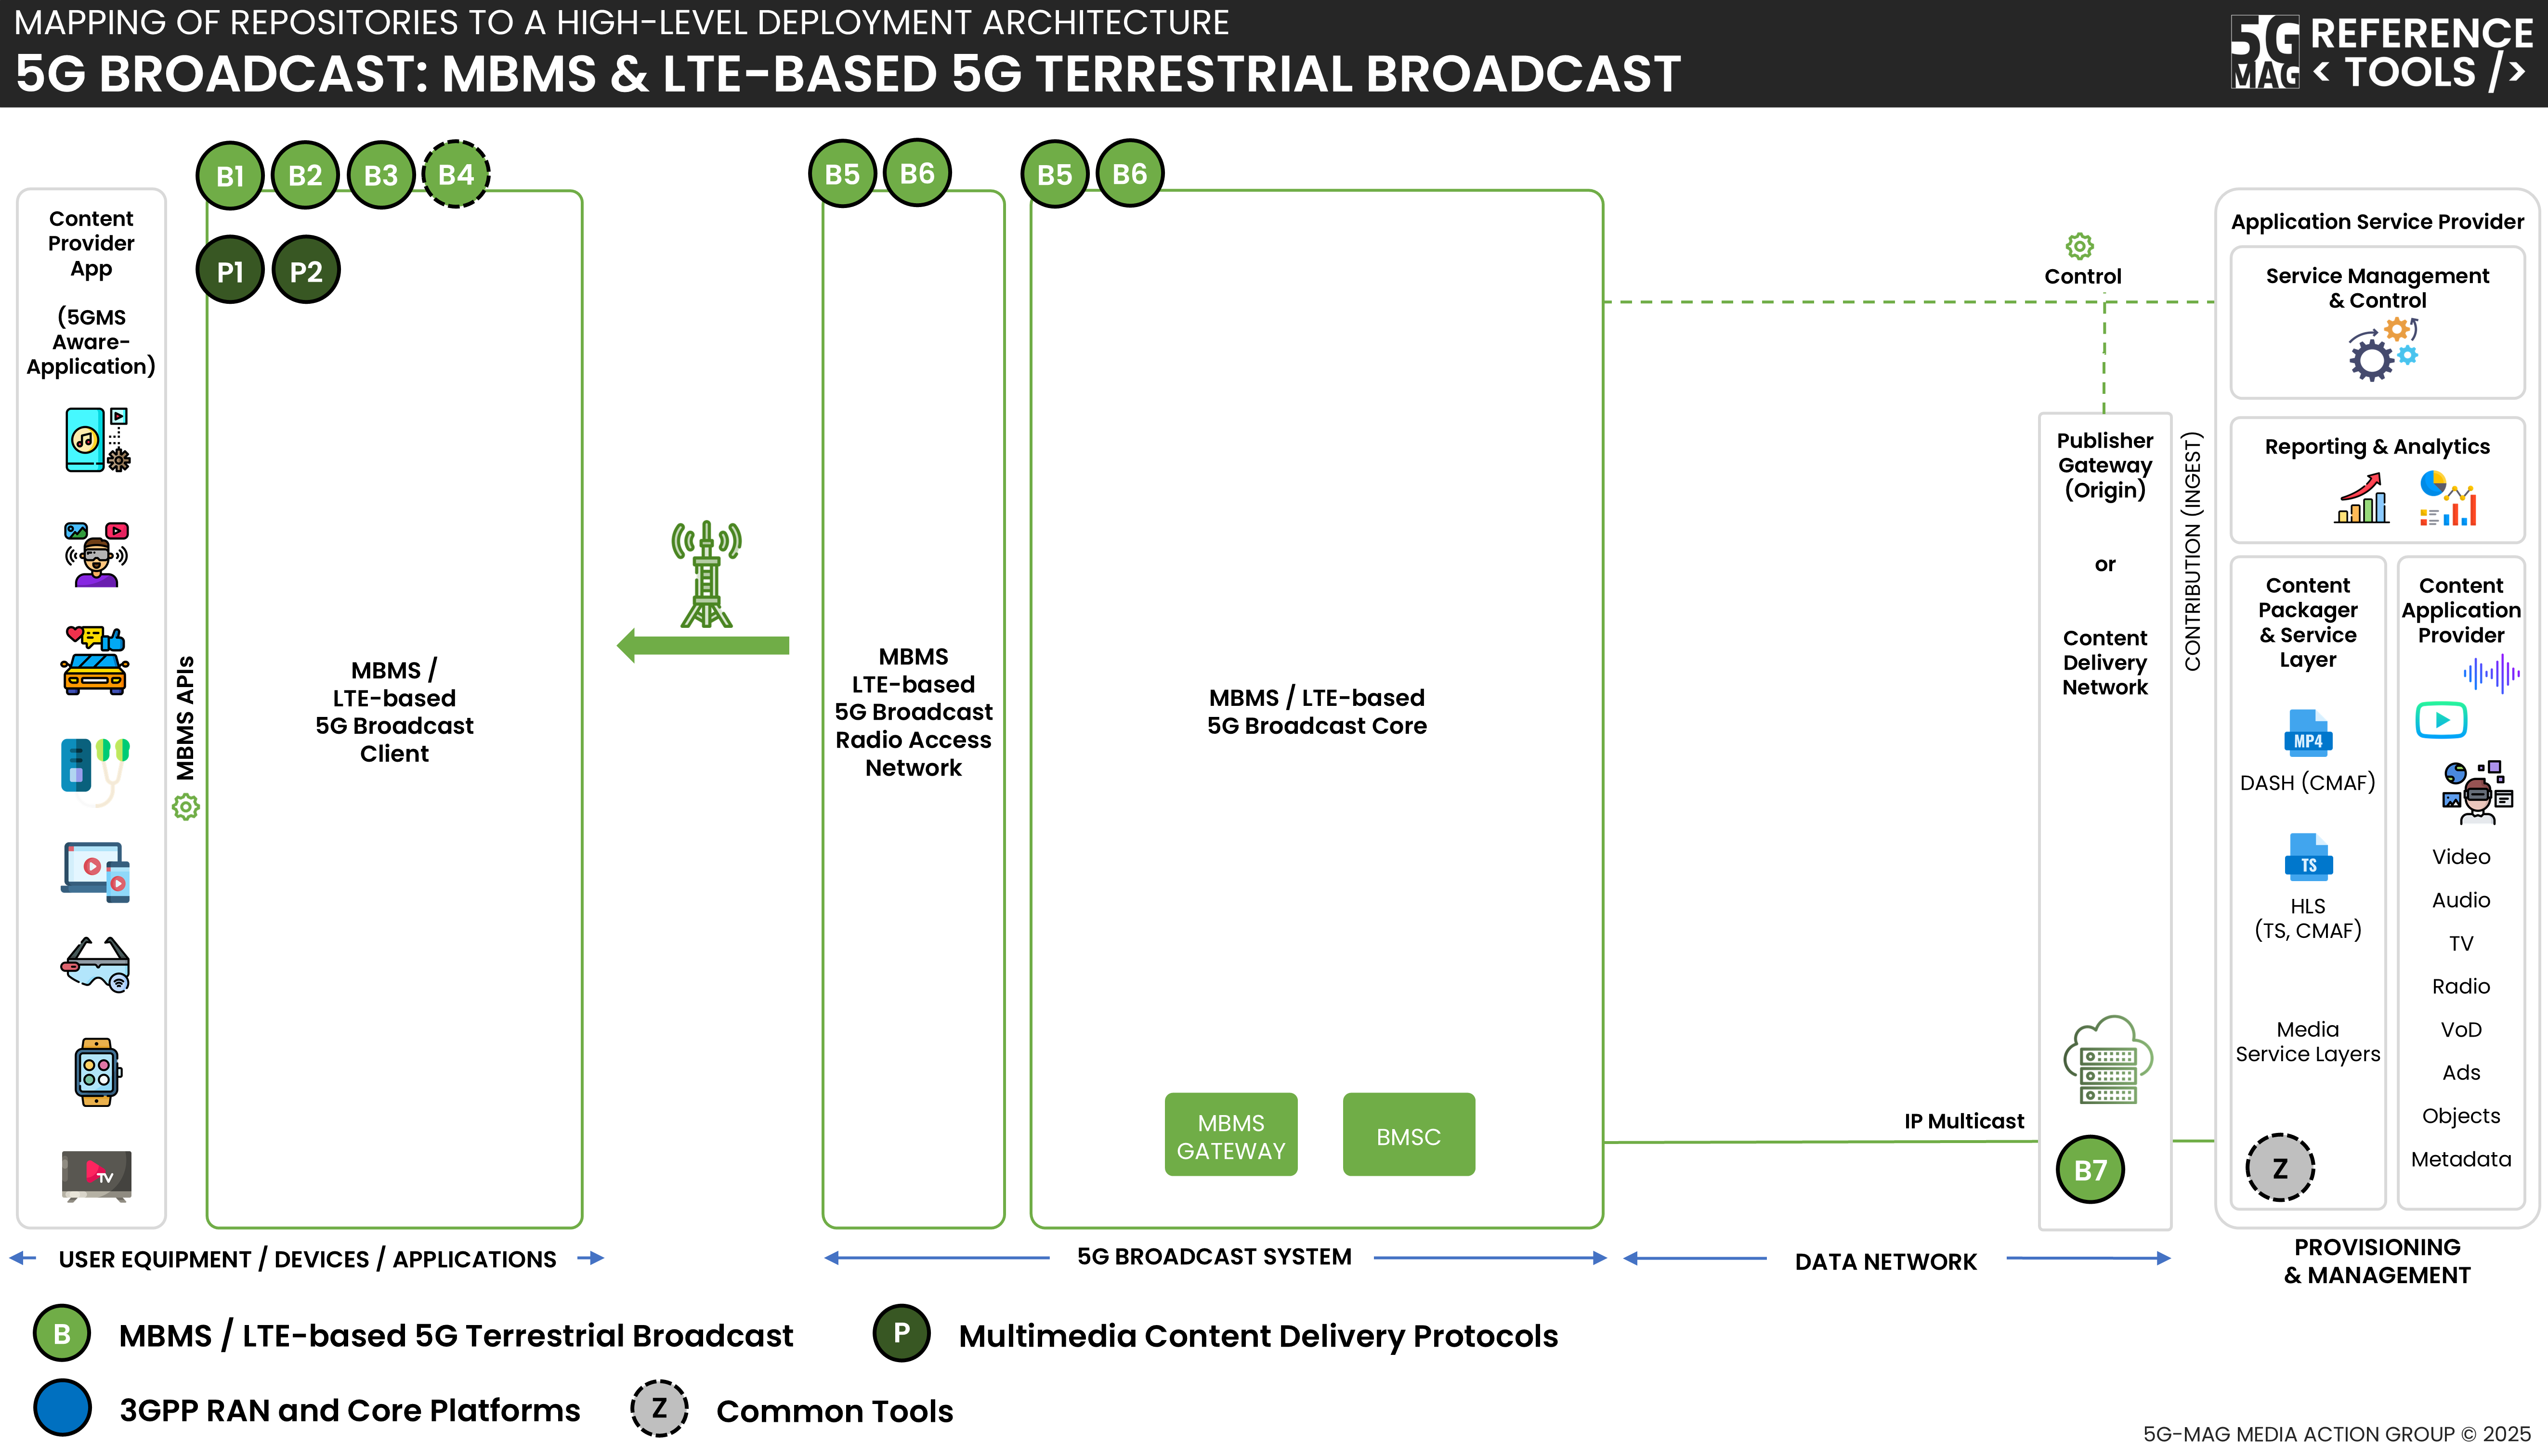 MAPPING OF REPOSITORIES TO A HIGH-LEVEL DEPLOYMENT ARCHITECTURE
5G BROADCAST: MBMS & LTE-BASED 5G TERRESTRIAL BROADCAST
5G
MAG
REFERENCE
< TOOLS />
B1
B2
B3
B4
P1
P2
B5
B6
B5
B6
Content
Provider
App
(5GMS
Aware-
Application)
TV
MBMS APIs
MBMS /
LTE-based
5G Broadcast
Client
MBMS
LTE-based
5G Broadcast
Radio Access
Network
MBMS / LTE-based
5G Broadcast Core
MBMS
GATEWAY
BMSC
Control
IP Multicast
Publisher
Gateway
(Origin)
or
Content
Delivery
Network
B7
CONTRIBUTION (INGEST)
Application Service Provider
Service Management
& Control
Reporting & Analytics
Content
Packager
& Service
Layer
MP4
DASH (CMAF)
TS
HLS
(TS, CMAF)
Media
Service Layers
Z
Content
Application
Provider
Video
Audio
TV
Radio
VoD
Ads
Objects
Metadata
USER EQUIPMENT / DEVICES / APPLICATIONS
5G BROADCAST SYSTEM
DATA NETWORK
PROVISIONING
& MANAGEMENT
B
MBMS / LTE-based 5G Terrestrial Broadcast
P
Multimedia Content Delivery Protocols
3GPP RAN and Core Platforms
Z
Common Tools
5G-MAG MEDIA ACTION GROUP © 2025